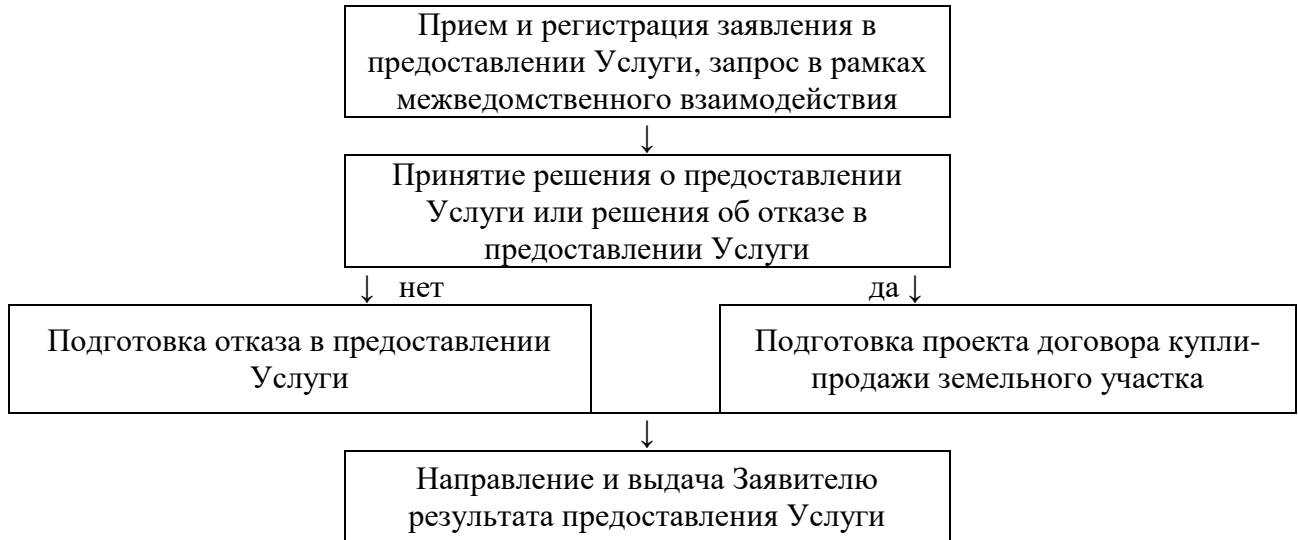 Прием и регистрация заявления в
предоставлении Услуги, запрос в рамках
межведомственного взаимодействия
↓
Принятие решения о предоставлении
Услуги или решения об отказе в
предоставлении Услуги
↓ нет
да ↓
Подготовка отказа в предоставлении
Услуги
Подготовка проекта договора купли-
продажи земельного участка
↓
Направление и выдача Заявителю
результата предоставления Услуги